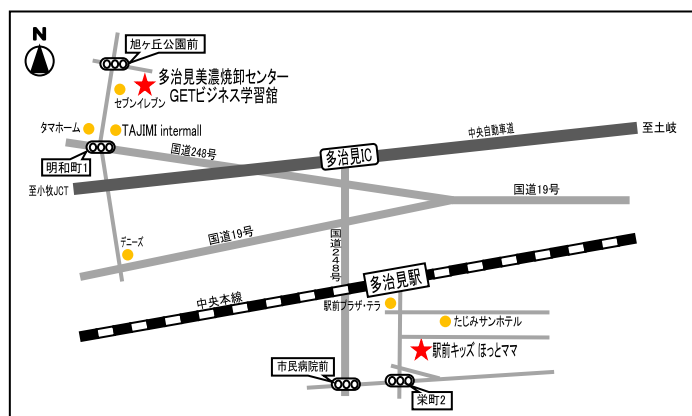 旭ヶ丘公園前
N
多治見美濃焼卸センター
GETビジネス学習館
セブンイレブン
タマホーム
TAJIMI intermall
中央自動車道
至土岐
明和町1
国道248号
多治見IC
至小牧JCT
国道19号
国道19号
国道248号
デニーズ
多治見駅
中央本線
駅前プラザ・テラ
たじみサンホテル
駅前キッズ ほっとママ
市民病院前
栄町2